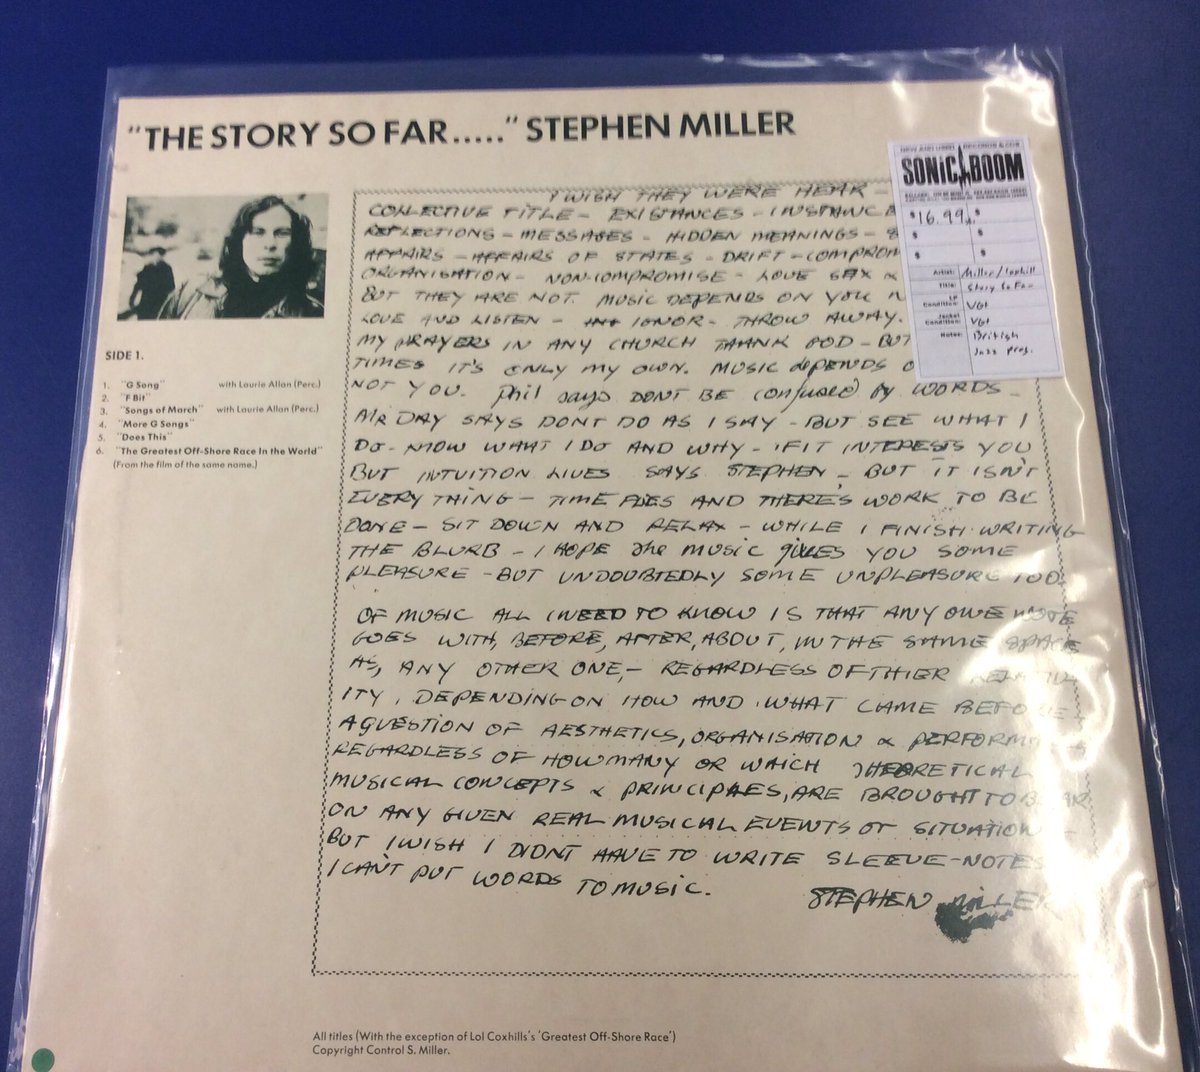 "THE STORY SO FAR....." STEPHEN MILLER
SONIC BOOM
$16.99
$
$
$
$
$
Artist: Miller/Coxhill
Title: Story So Far
LP Condition: VG+
Jacket Condition: VG+
Notes: British
Jazz prog.
SIDE 1.
1. "G Song" with Laurie Allan (Perc.)
2. "F Bit"
3. "Songs of March" with Laurie Allan (Perc.)
4. "More G Songs"
5. "Does This"
6. "The Greatest Off-Shore Race In the World"
(From the film of the same name.)
I WISH THEY WERE HEAR -
COLLECTIVE TITLE - EXISTANCES - INSTANCE
REFLECTIONS - MESSAGES - HIDDEN MEANINGS -
AFFAIRS - AFFAIRS OF STATES - DRIFT - COMPROM
ORGANISATION - NON-COMPROMISE - LOVE SEX &
BUT THEY ARE NOT. MUSIC DEPENDS ON YOU
LOVE AND LISTEN - IGNOR - THROW AWAY.
MY PRAYERS IN ANY CHURCH THANK POD - BUT
TIMES IT'S ONLY MY OWN. MUSIC dEPENDS
NOT YOU. Phil says DONT BE confused by WORDS -
MR DAY SAYS DONT DO AS I SAY - BUT SEE WHAT I
DO - KNOW WHAT I DO AND WHY - IF IT INTERESTS YOU
BUT INTUITION LIVES SAYS STEPHEN - BUT IT ISN'T
EVERY THING - TIME FLIES AND THERE'S WORK TO BE
DONE - SIT DOWN AND RELAX - WHILE I FINISH WRITING
THE BLURB - I HOPE the MUSIC gives YOU SOME
PLEASURE - BUT UNDOUBTEDLY SOME UNPLEASURE TOO.
OF MUSIC ALL I NEED TO KNOW IS THAT ANY OWE NOTE
GOES WITH, BEFORE, AFTER, ABOUT, IN THE SAME SPACE
AS, ANY OTHER ONE, - REGARDLESS OF THIER RELATIV
ITY, DEPENDING ON HOW AND WHAT CAME BEFORE
A QUESTION OF AESTHETICS, ORGANISATION & PERFORM
REGARDLESS OF HOWMANY OR WHICH THEORETICAL
MUSICAL CONCEPTS & PRINCIPLES, ARE BROUGHT TO BEAR
ON ANY GIVEN REAL MUSICAL EVENTS OT SITUATION
BUT I WISH I DIDNT HAVE TO WRITE SLEEVE-NOTES
I CAN'T PUT WORDS TO MUSIC.
STEPHEN MILLER
All titles (With the exception of Lol Coxhills's 'Greatest Off-Shore Race')
Copyright Control S. Miller.